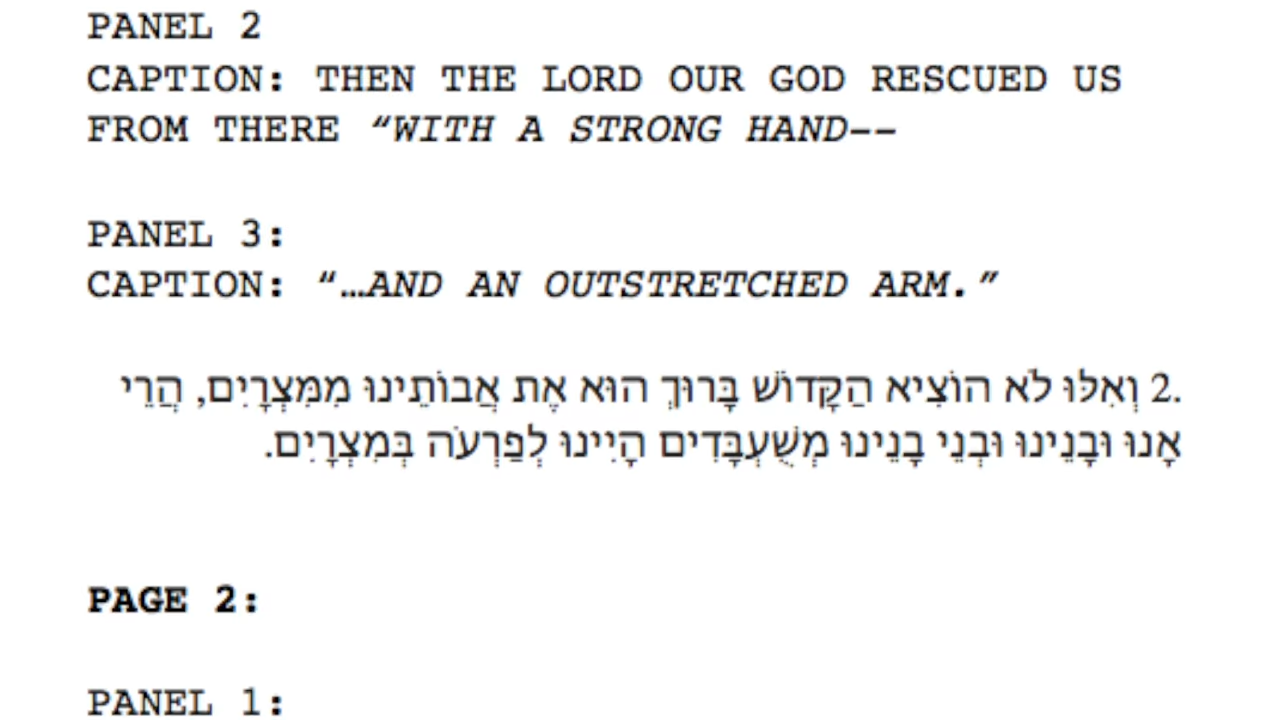 PANEL 2
CAPTION: THEN THE LORD OUR GOD RESCUED US
FROM THERE “WITH A STRONG HAND--
PANEL 3:
CAPTION: “…AND AN OUTSTRETCHED ARM.”
2. וְאִלּוּ לֹא הוֹצִיא הַקָּדוֹשׁ בָּרוּךְ הוּא אֶת אֲבוֹתֵינוּ מִמִּצְרָיִם, הֲרֵי
אָנוּ וּבָנֵינוּ וּבְנֵי בָנֵינוּ מְשֻׁעְבָּדִים הָיִינוּ לְפַרְעֹה בְּמִצְרָיִם.
PAGE 2:
PANEL 1: